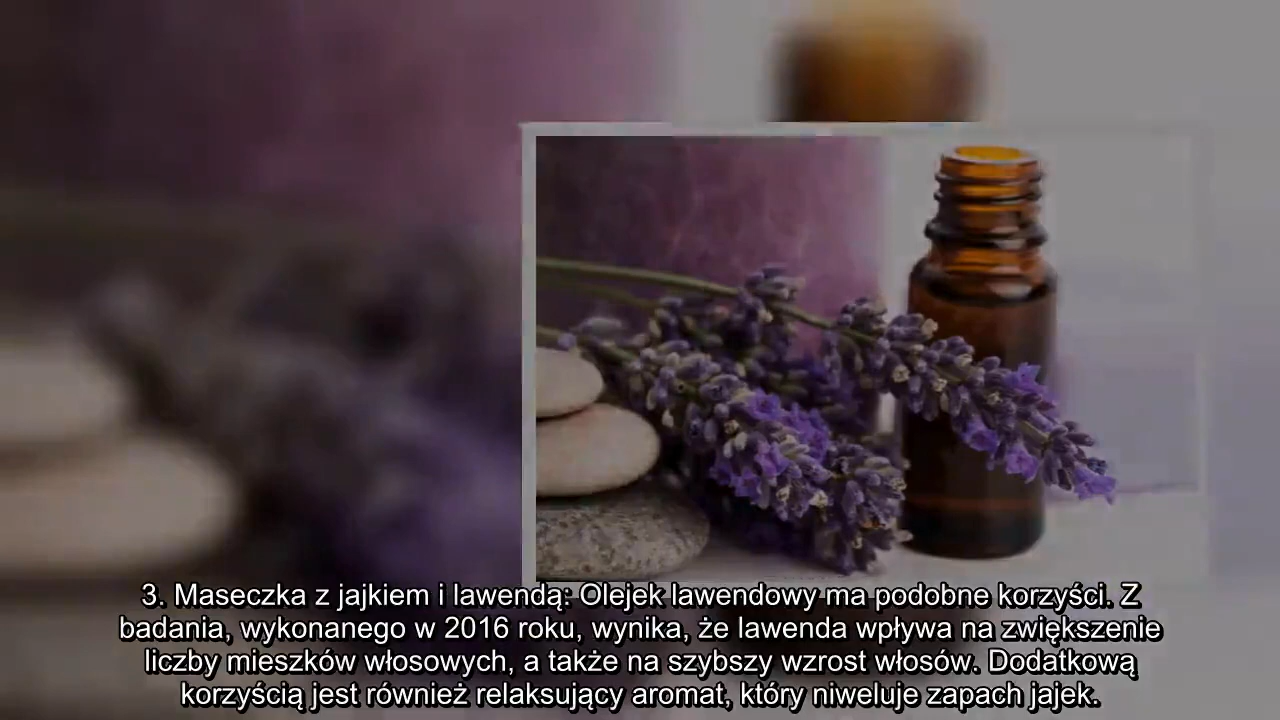 3. Maseczka z jajkiem i lawendą: Olejek lawendowy ma podobne korzyści. Z
badania, wykonanego w 2016 roku, wynika, że lawenda wpływa na zwiększenie
liczby mieszków włosowych, a także na szybszy wzrost włosów. Dodatkową
korzyścią jest również relaksujący aromat, który niweluje zapach jajek.